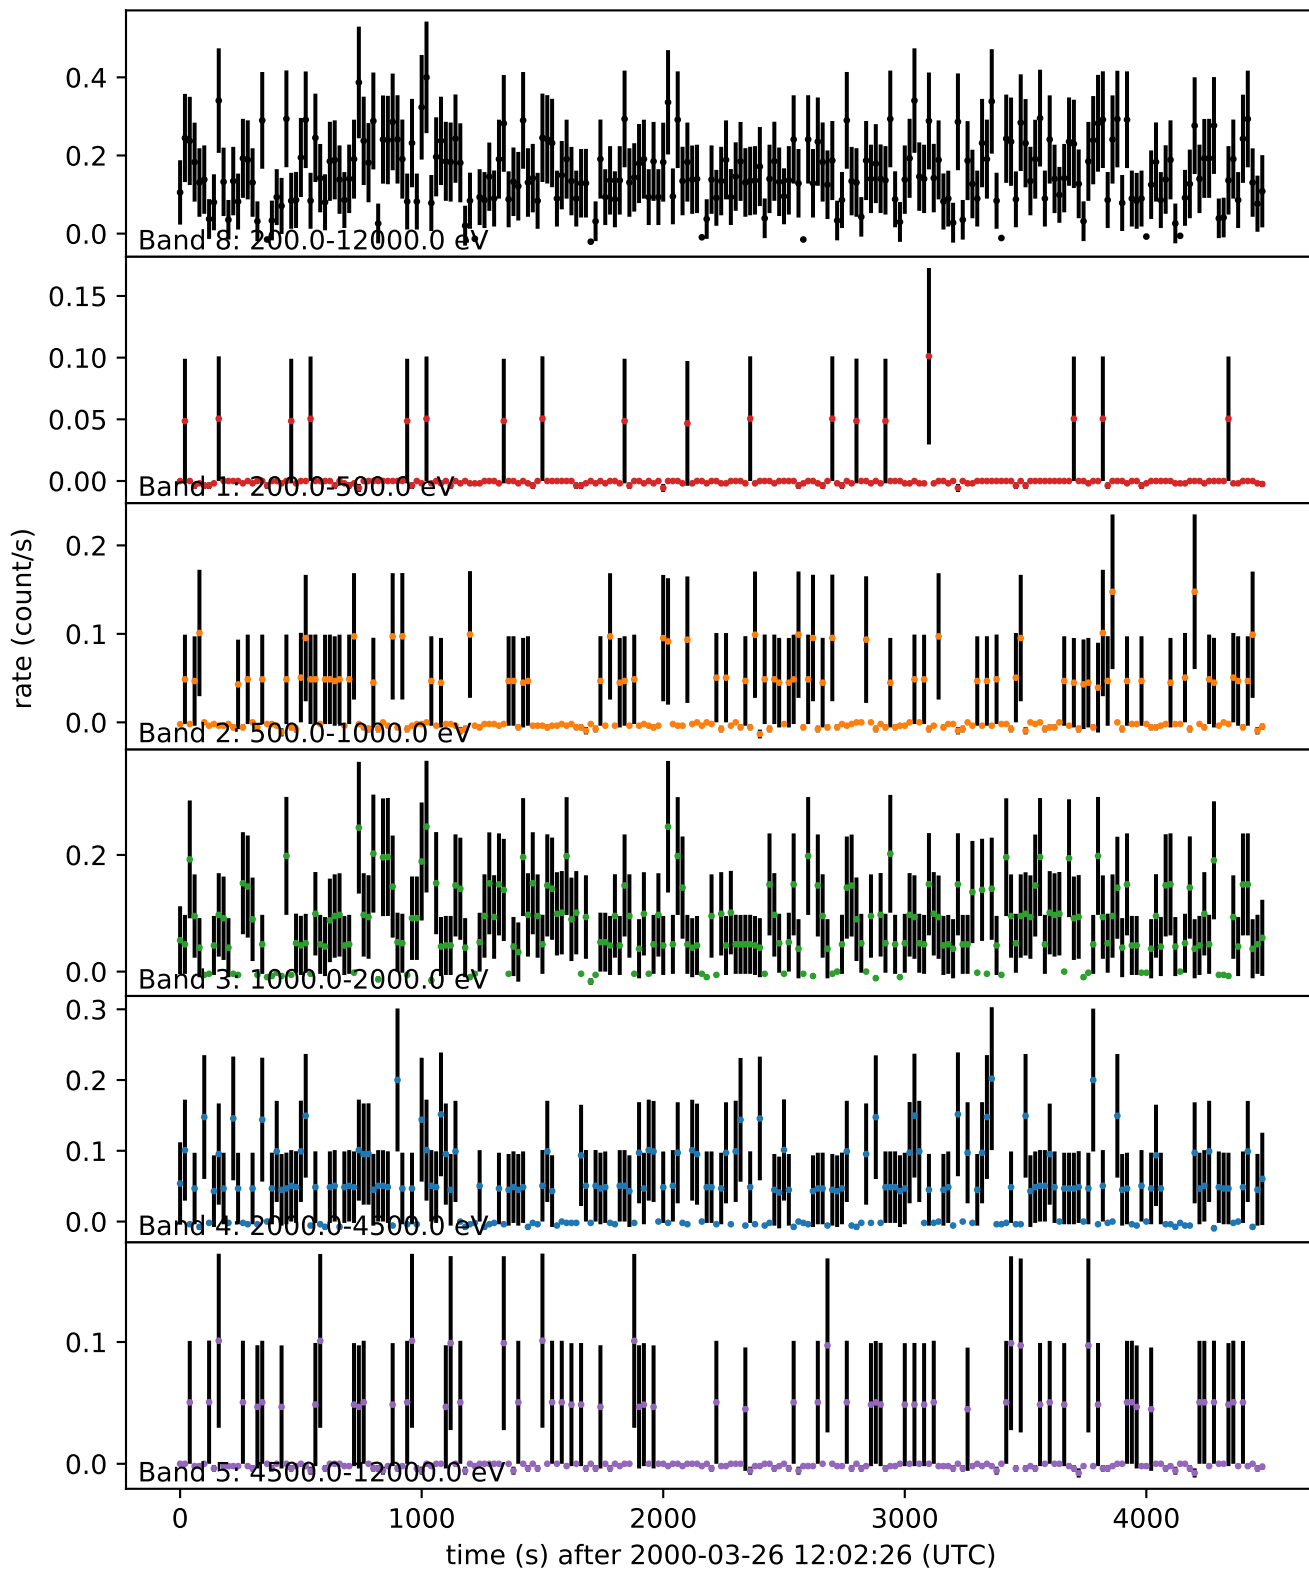 0.4
0.2
0.0
Band 8: 200.0-12000.0 eV
0.15
0.10
0.05
0.00
Band 1: 200.0-500.0 eV
0.2
0.1
0.0
Band 2: 500.0-1000.0 eV
rate (count/s)
0.2
0.0
Band 3: 1000.0-2000.0 eV
0.3
0.2
0.1
0.0
Band 4: 2000.0-4500.0 eV
0.1
0.0
Band 5: 4500.0-12000.0 eV
0 1000 2000 3000 4000
time (s) after 2000-03-26 12:02:26 (UTC)